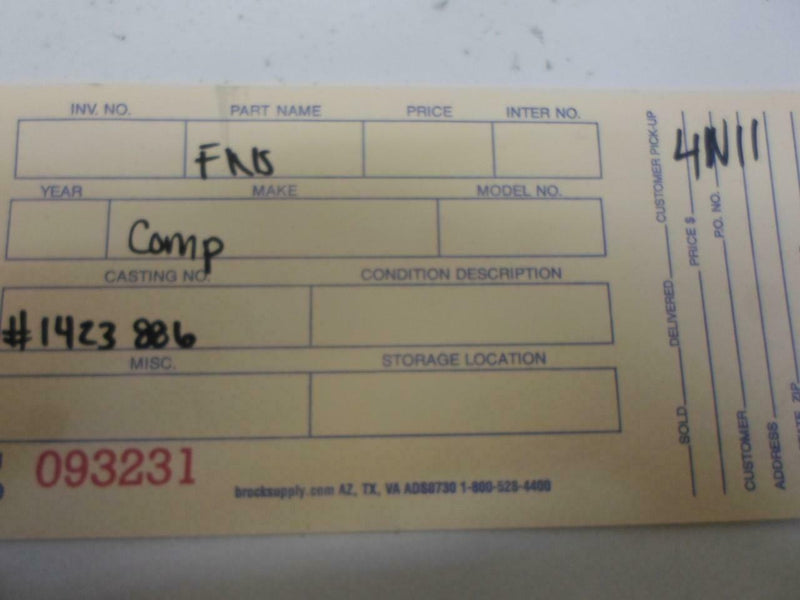 INV. NO. PART NAME PRICE INTER NO.
YEAR MAKE MODEL NO.
Comp
CASTING NO. CONDITION DESCRIPTION
#1423 886
MISC. STORAGE LOCATION
093231
brocksupply.com AZ, TX, VA ADS0730 1-800-528-4400
SOLD DELIVERED CUSTOMER PICK-UP
PRICE $
4N11
P.O. NO.
CUSTOMER
ADDRESS
ZIP